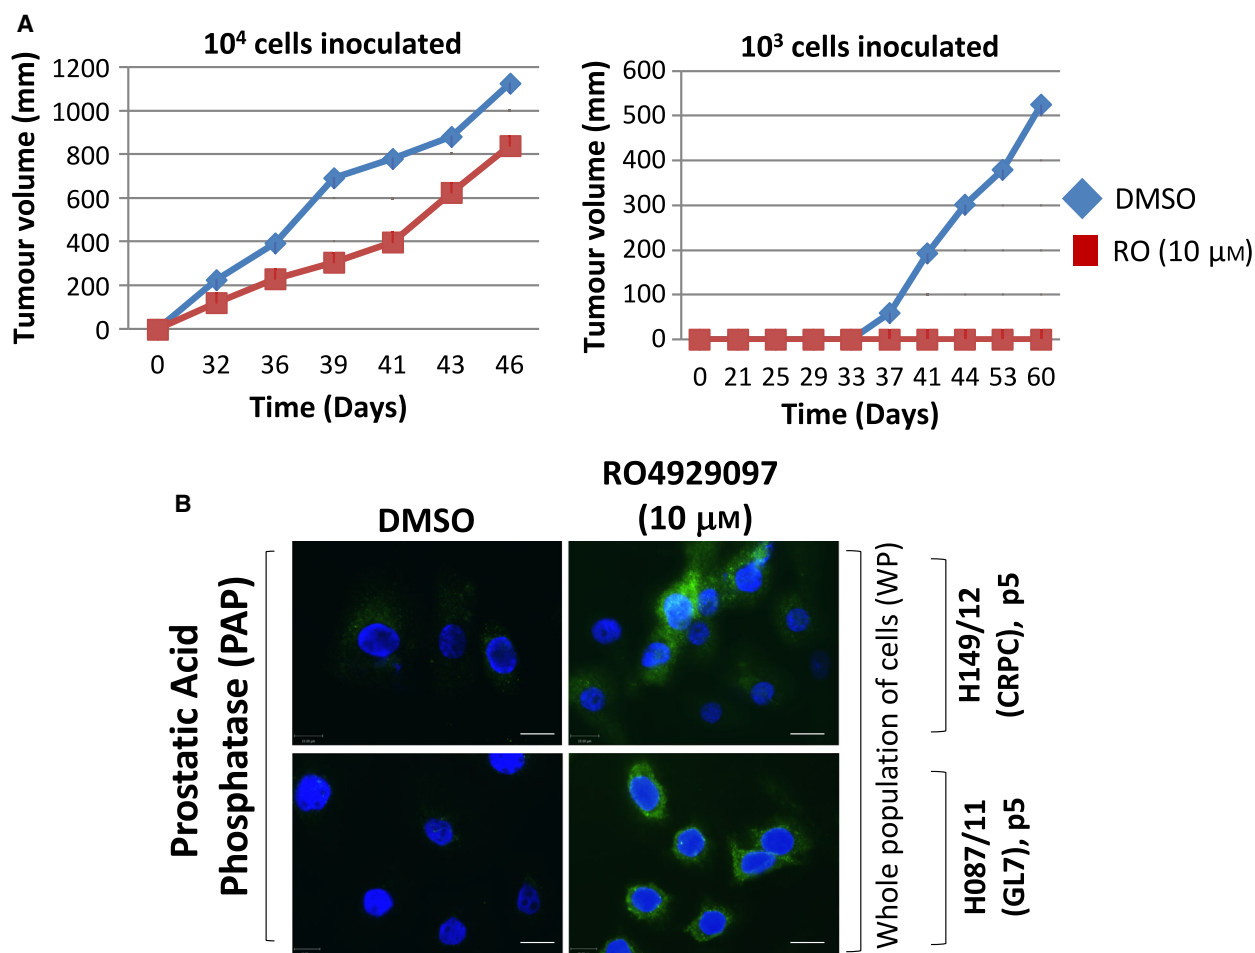 A
10⁴ cells inoculated
Tumour volume (mm)
1200
1000
800
600
400
200
0
0 32 36 39 41 43 46
Time (Days)
10³ cells inoculated
Tumour volume (mm)
600
500
400
300
200
100
0
0 21 25 29 33 37 41 44 53 60
Time (Days)
DMSO
RO (10 μM)
B
DMSO
RO4929097
(10 μM)
Prostatic Acid
Phosphatase (PAP)
Whole population of cells (WP)
H149/12
(CRPC), p5
H087/11
(GL7), p5